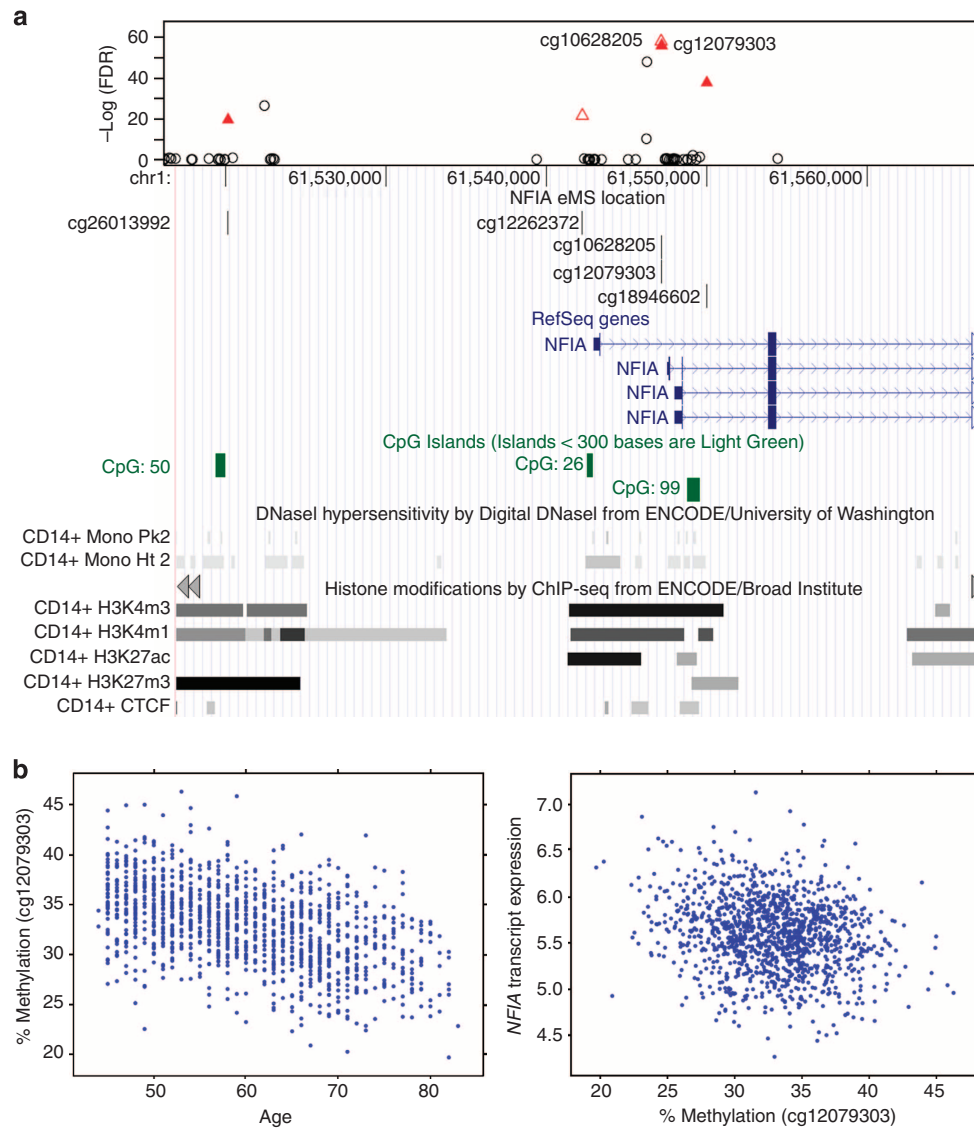 a
60
40
20
0
–Log (FDR)
cg10628205
cg12079303
chr1:
61,530,000
61,540,000
61,550,000
61,560,000
NFIA eMS location
cg26013992
cg12262372
cg10628205
cg12079303
cg18946602
RefSeq genes
NFIA
NFIA
NFIA
NFIA
CpG Islands (Islands < 300 bases are Light Green)
CpG: 50
CpG: 26
CpG: 99
DNaseI hypersensitivity by Digital DNaseI from ENCODE/University of Washington
CD14+ Mono Pk2
CD14+ Mono Ht 2
Histone modifications by ChIP-seq from ENCODE/Broad Institute
CD14+ H3K4m3
CD14+ H3K4m1
CD14+ H3K27ac
CD14+ H3K27m3
CD14+ CTCF
b
45
40
35
30
25
20
% Methylation (cg12079303)
50
60
70
80
Age
7.0
6.5
6.0
5.5
5.0
4.5
NFIA transcript expression
20
25
30
35
40
45
% Methylation (cg12079303)